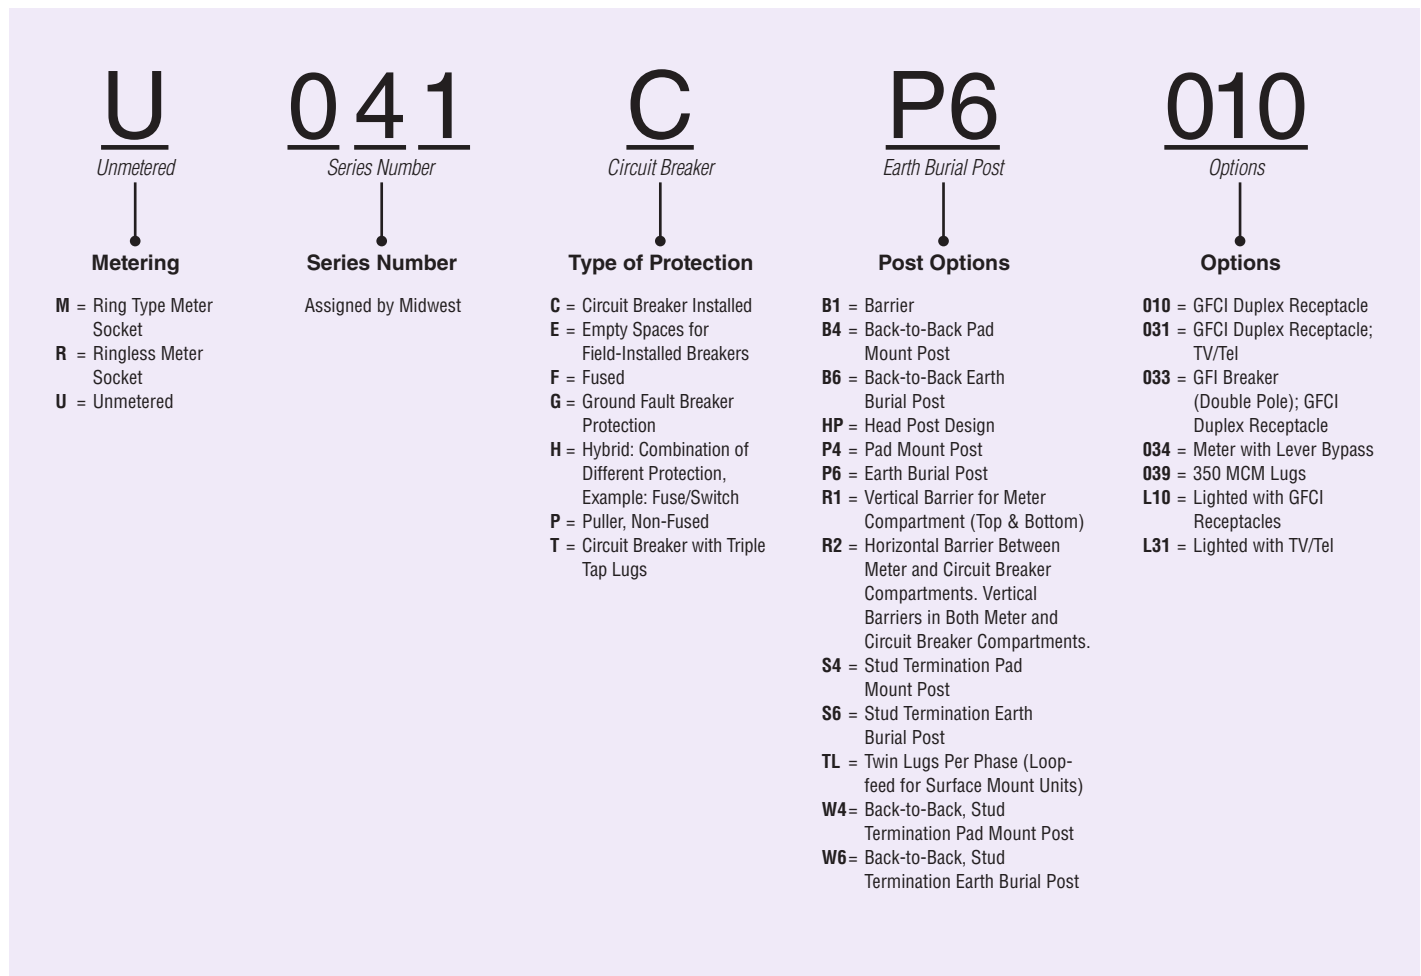 U 0 4 1 C P6 010
Unmetered Series Number Circuit Breaker Earth Burial Post Options
Metering
M = Ring Type Meter
Socket
R = Ringless Meter
Socket
U = Unmetered
Series Number
Assigned by Midwest
Type of Protection
C = Circuit Breaker Installed
E = Empty Spaces for
Field-Installed Breakers
F = Fused
G = Ground Fault Breaker
Protection
H = Hybrid: Combination of
Different Protection,
Example: Fuse/Switch
P = Puller, Non-Fused
T = Circuit Breaker with Triple
Tap Lugs
Post Options
B1 = Barrier
B4 = Back-to-Back Pad
Mount Post
B6 = Back-to-Back Earth
Burial Post
HP = Head Post Design
P4 = Pad Mount Post
P6 = Earth Burial Post
R1 = Vertical Barrier for Meter
Compartment (Top & Bottom)
R2 = Horizontal Barrier Between
Meter and Circuit Breaker
Compartments. Vertical
Barriers in Both Meter and
Circuit Breaker Compartments.
S4 = Stud Termination Pad
Mount Post
S6 = Stud Termination Earth
Burial Post
TL = Twin Lugs Per Phase (Loop-
feed for Surface Mount Units)
W4= Back-to-Back, Stud
Termination Pad Mount Post
W6= Back-to-Back, Stud
Termination Earth Burial Post
Options
010 = GFCI Duplex Receptacle
031 = GFCI Duplex Receptacle;
TV/Tel
033 = GFI Breaker
(Double Pole); GFCI
Duplex Receptacle
034 = Meter with Lever Bypass
039 = 350 MCM Lugs
L10 = Lighted with GFCI
Receptacles
L31 = Lighted with TV/Tel